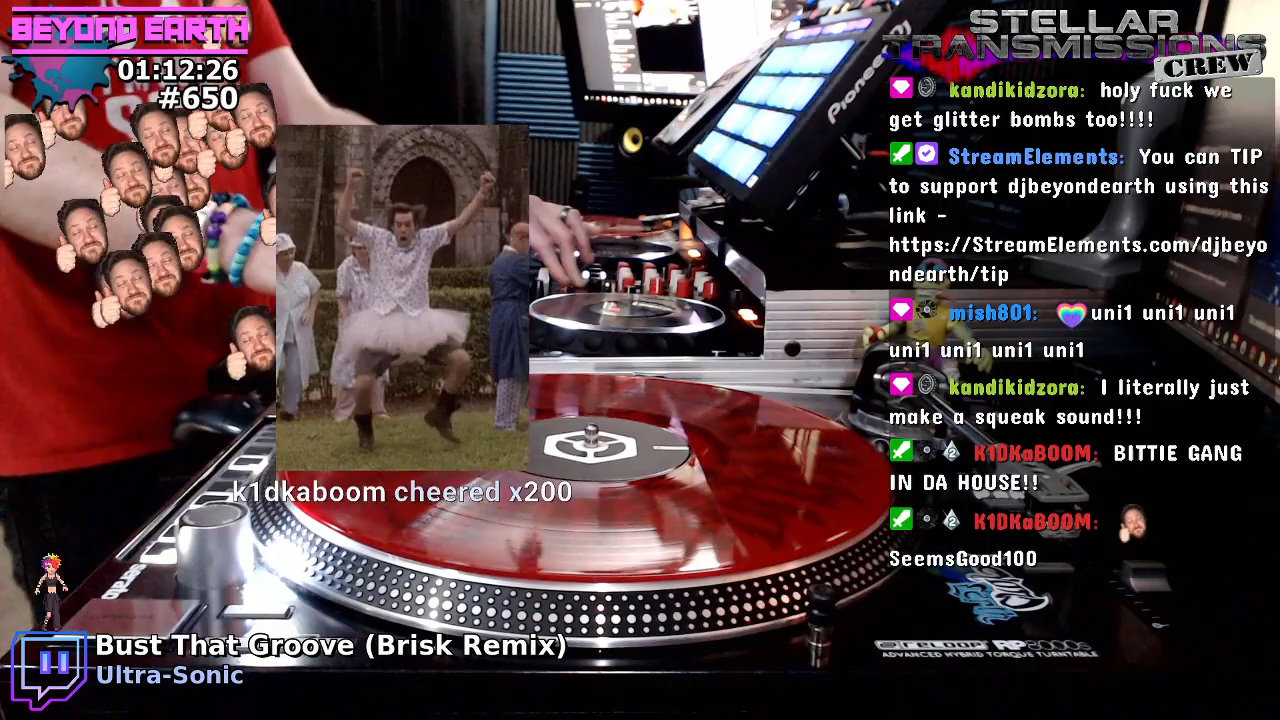 BEYOND EARTH
01:12:26
#650
STELLAR
TRANSMISSIONS
CREW
Pioneer DJ
kandikidzora: holy fuck we
get glitter bombs too!!!!
StreamElements: You can TIP
to support djbeyondearth using this
link -
https://StreamElements.com/djbeyo
ndearth/tip
mish801: uni1 uni1 uni1
uni1 uni1 uni1 uni1
kandikidzora: I literally just
make a squeak sound!!!
K1DKaBOOM: BITTIE GANG
IN DA HOUSE!!
K1DKaBOOM:
SeemsGood100
k1dkaboom cheered x200
serato
Bust That Groove (Brisk Remix)
Ultra-Sonic
RELOOP RP8000s
ADVANCED HYBRID TORQUE TURNTABLE